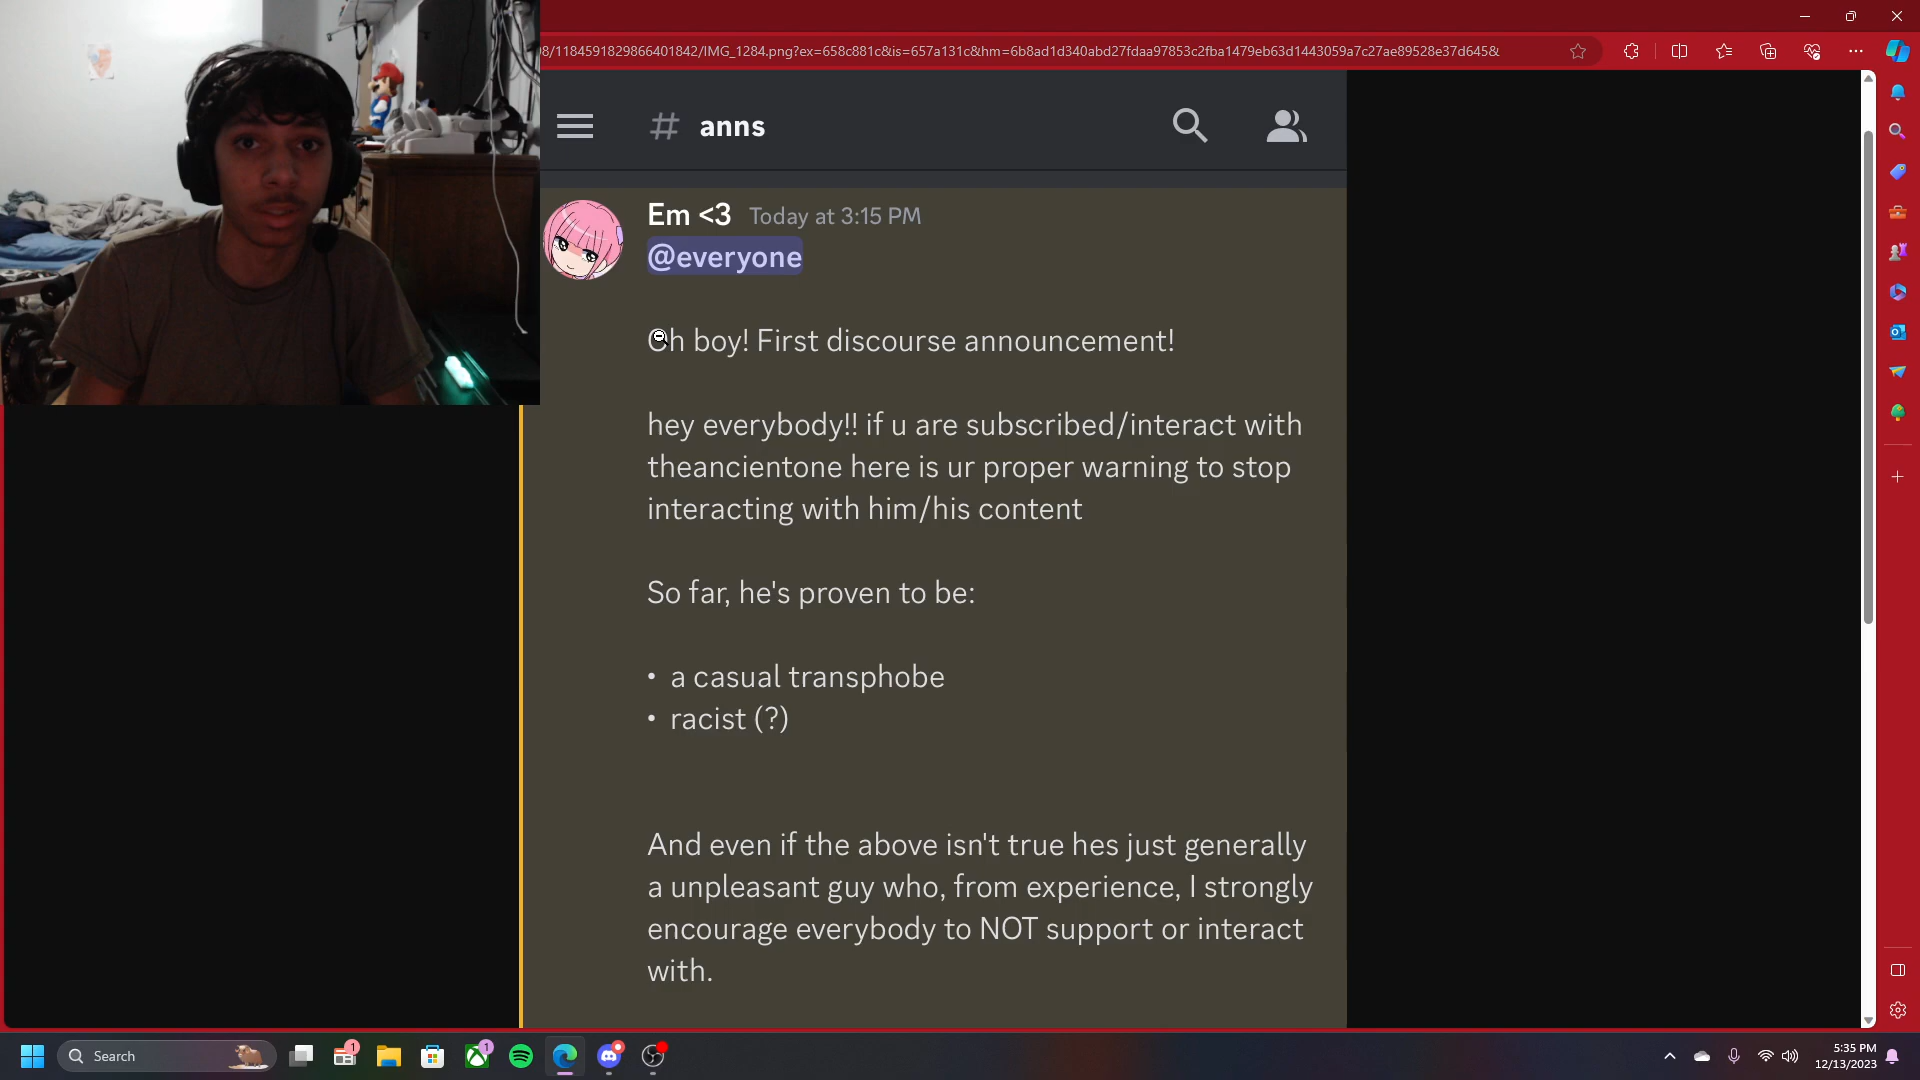 98/1184591829866401842/IMG_1284.png?ex=658c881c&is=657a131c&hm=6b8ad1d340abd27fdaa97853c2fba1479eb63d1443059a7c27ae89528e37d645&
# anns
Em <3 Today at 3:15 PM
@everyone
Oh boy! First discourse announcement!
hey everybody!! if u are subscribed/interact with
theancientone here is ur proper warning to stop
interacting with him/his content
So far, he's proven to be:
• a casual transphobe
• racist (?)
And even if the above isn't true hes just generally
a unpleasant guy who, from experience, I strongly
encourage everybody to NOT support or interact
with.
Search
1
1
5:35 PM
12/13/2023